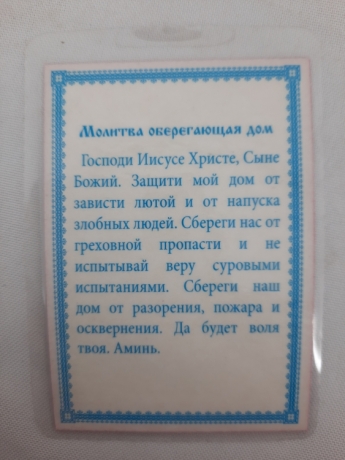 Молитва оберегающая дом
Господи Иисусе Христе, Сыне
Божий. Защити мой дом от
зависти лютой и от напуска
злобных людей. Сбереги нас от
греховной пропасти и не
испытывай веру суровыми
испытаниями. Сбереги наш
дом от разорения, пожара и
осквернения. Да будет воля
твоя. Аминь.